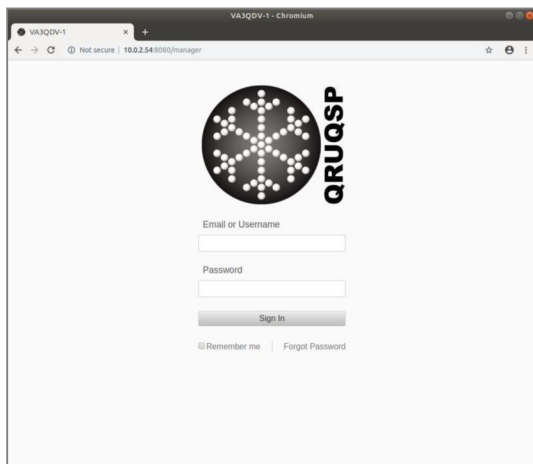 VA3QDV-1 - Chromium
VA3QDV-1
Not secure | 10.0.2.54:8080/manager
QRUQSP
Email or Username
Password
Sign In
Remember me
Forgot Password